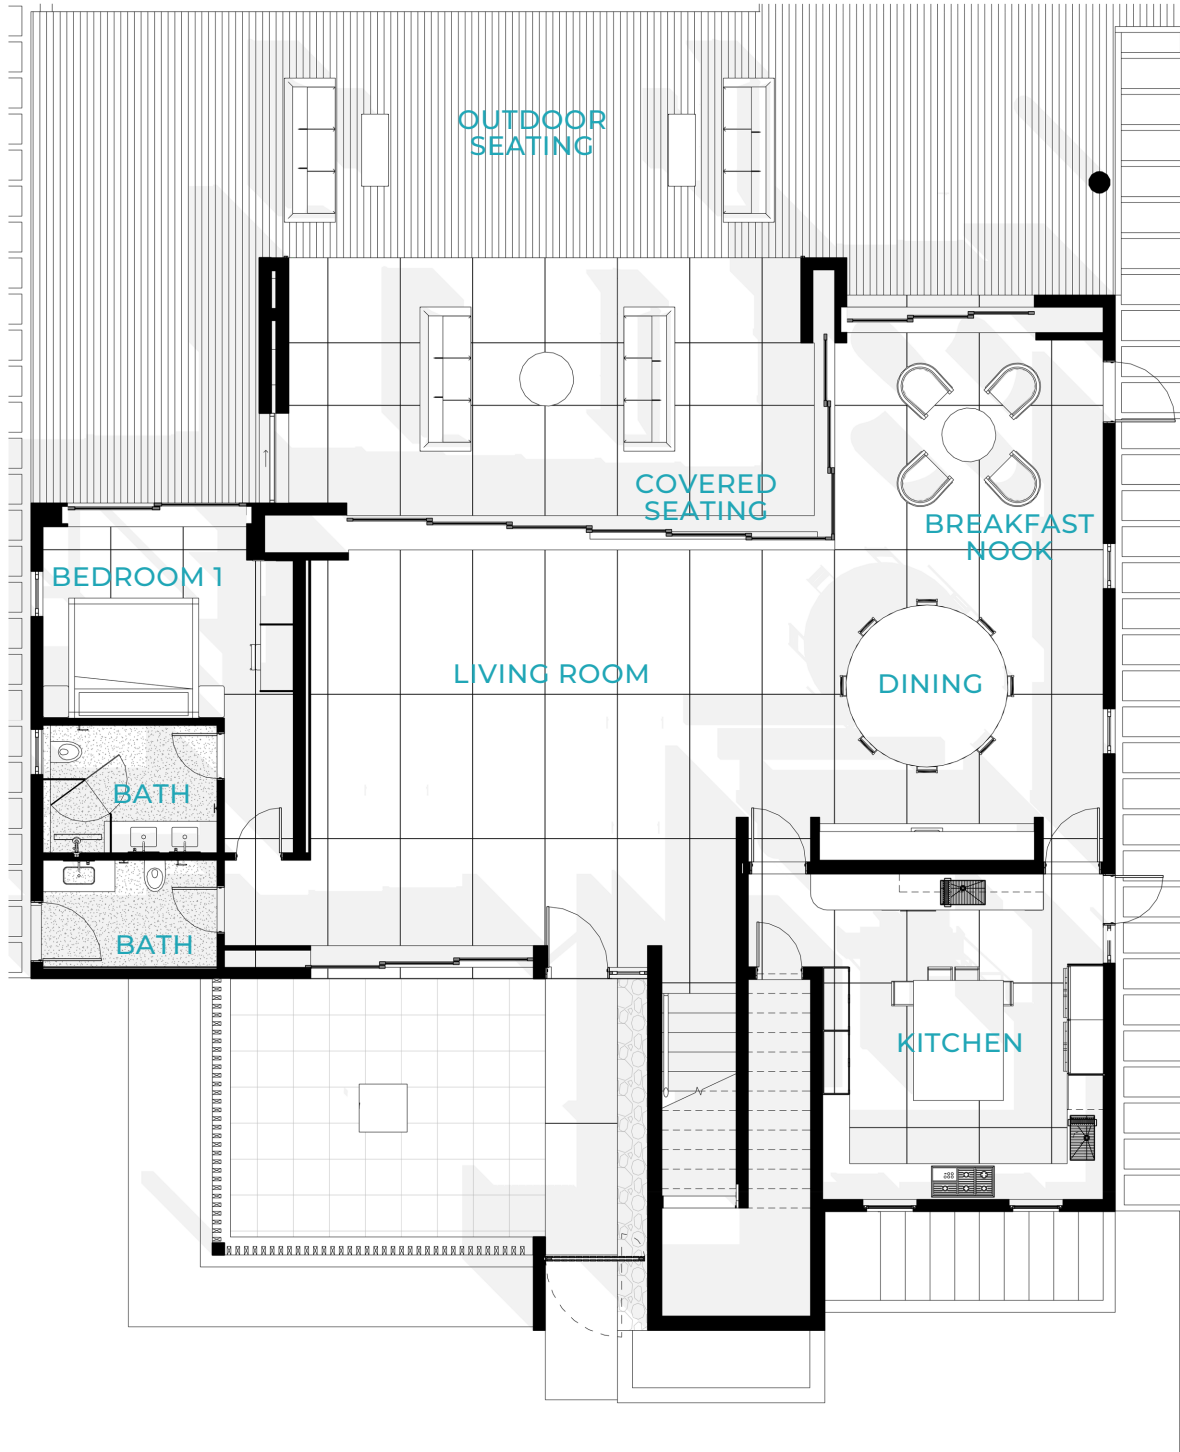 OUTDOOR
SEATING
COVERED
SEATING
BREAKFAST
NOOK
BEDROOM 1
LIVING ROOM
DINING
BATH
BATH
KITCHEN